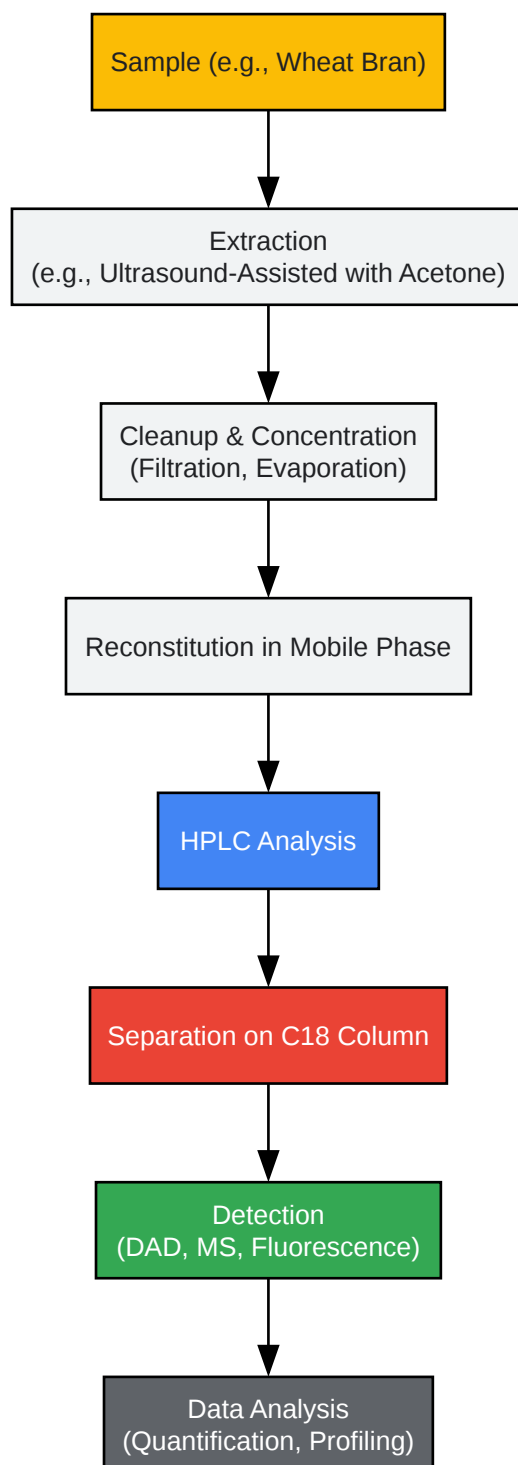 Sample (e.g., Wheat Bran)
Extraction
(e.g., Ultrasound-Assisted with Acetone)
Cleanup & Concentration
(Filtration, Evaporation)
Reconstitution in Mobile Phase
HPLC Analysis
Separation on C18 Column
Detection
(DAD, MS, Fluorescence)
Data Analysis
(Quantification, Profiling)